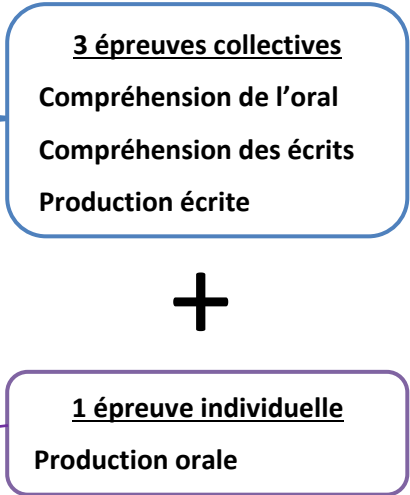 3 épreuves collectives
Compréhension de l’oral
Compréhension des écrits
Production écrite
+
1 épreuve individuelle
Production orale